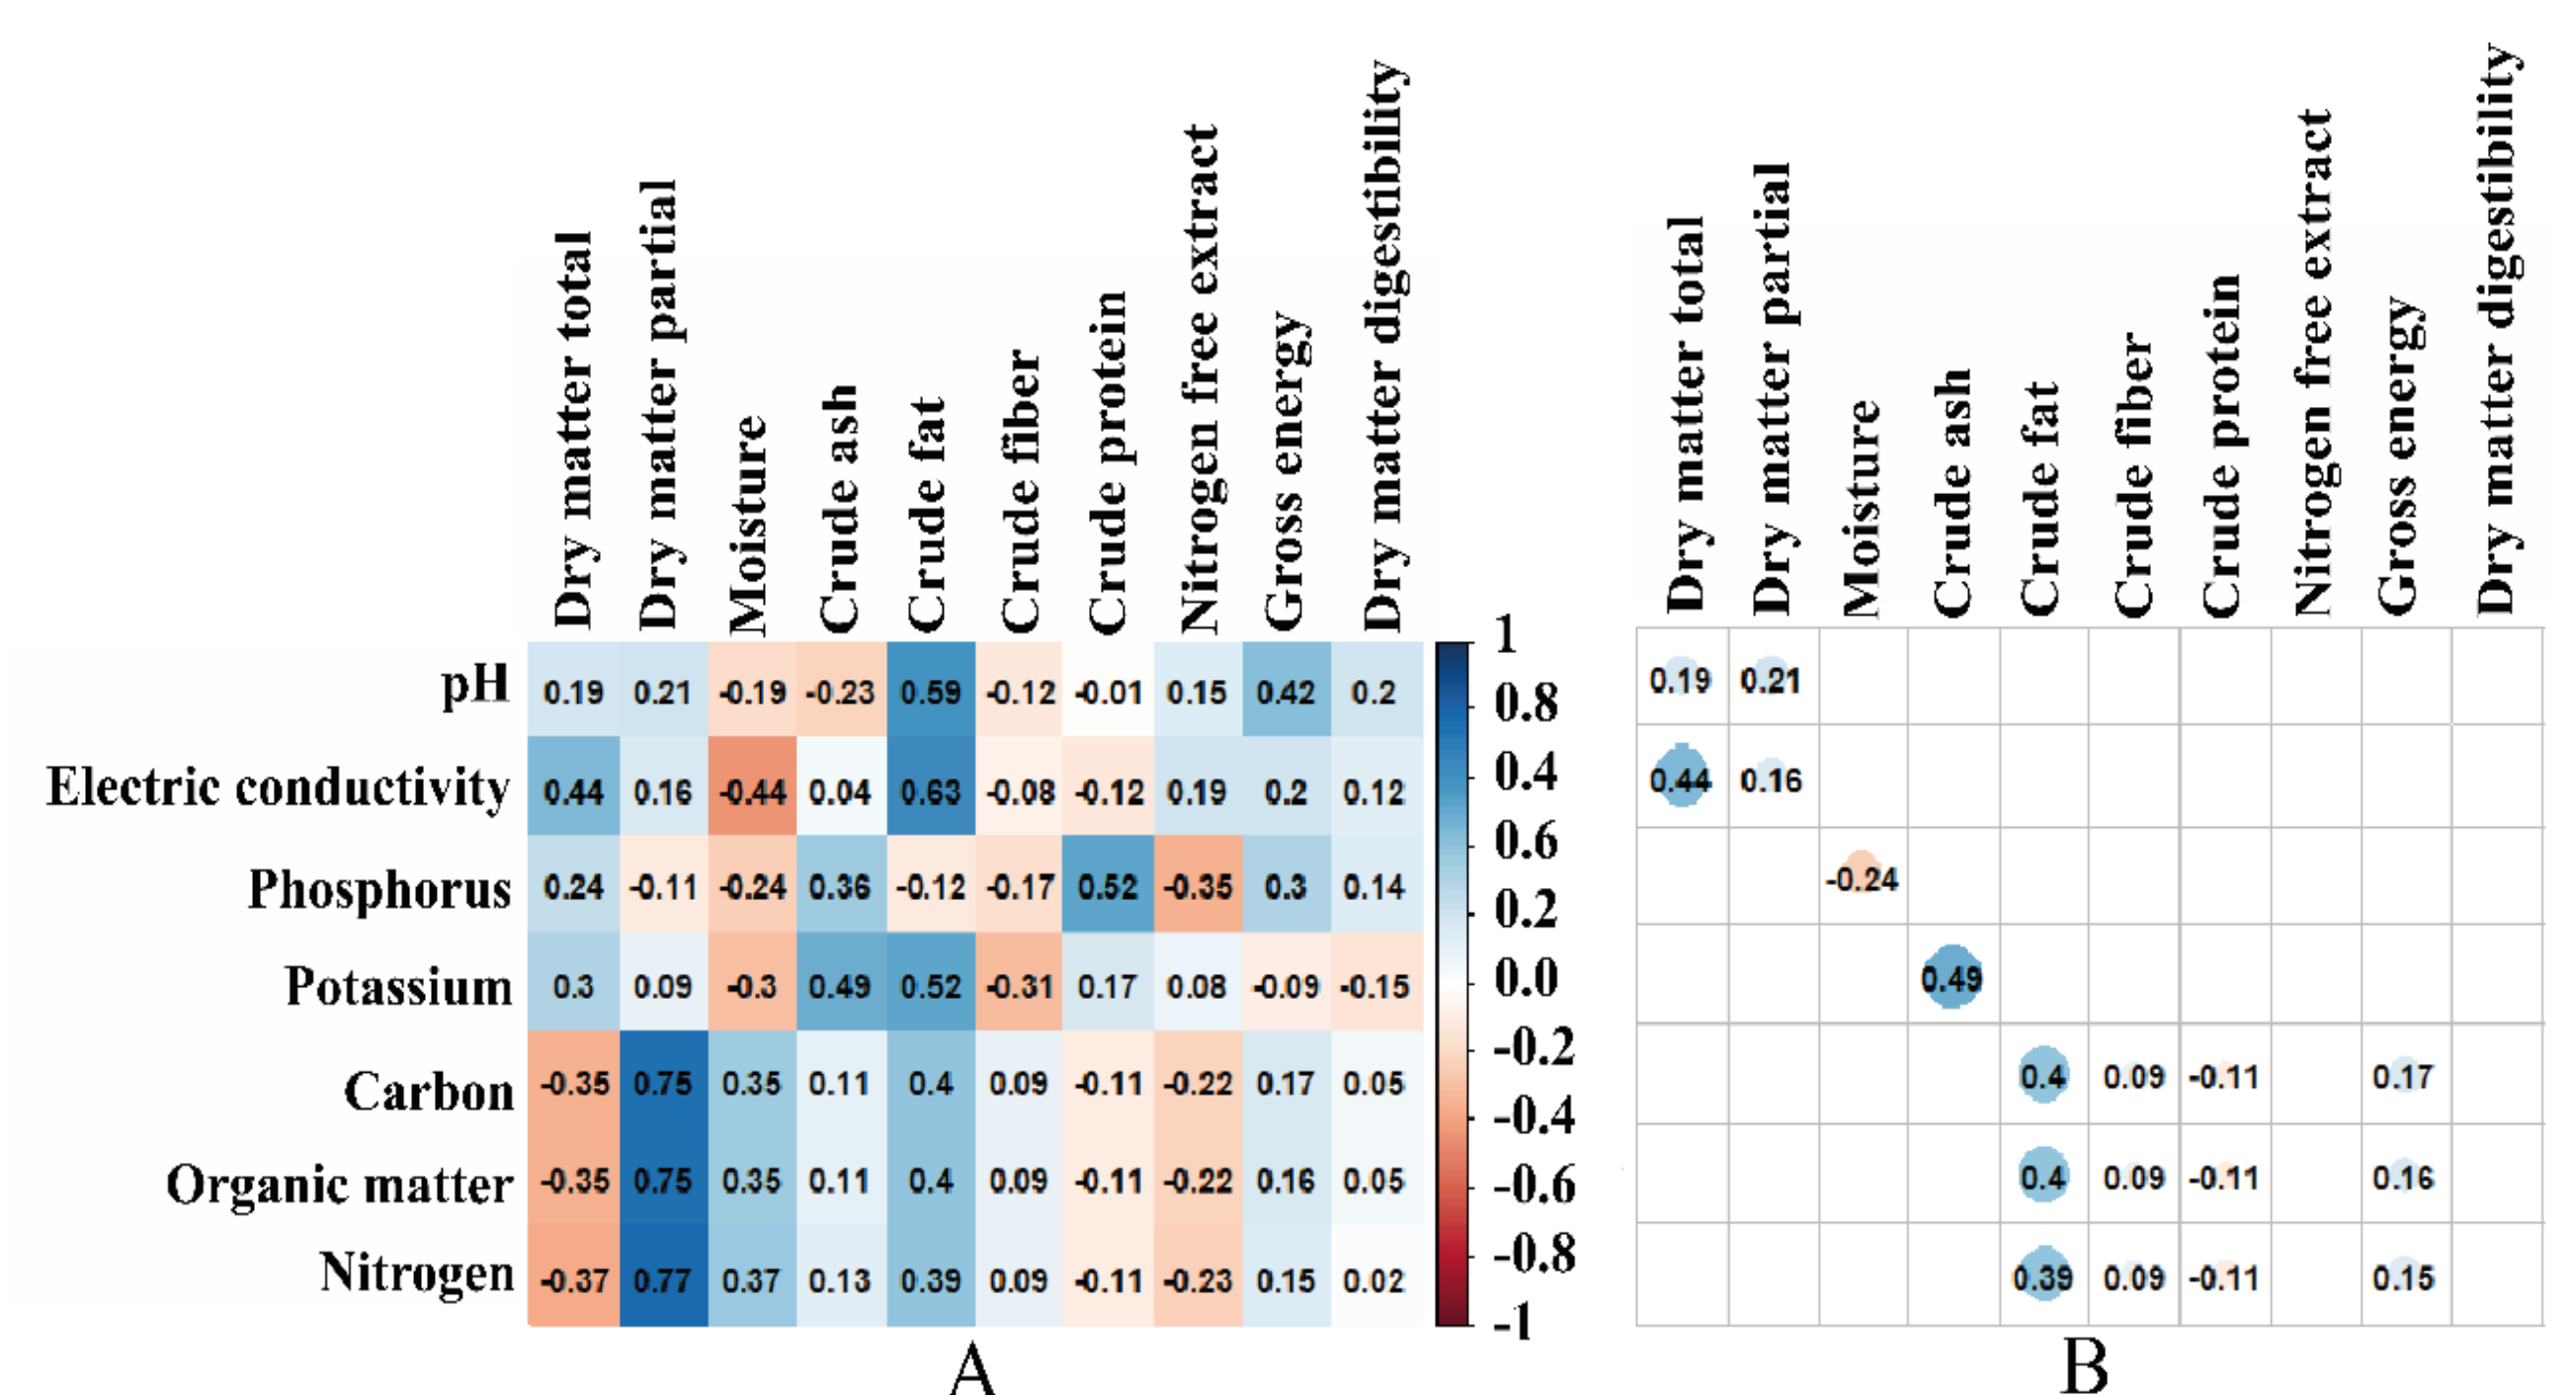 Dry matter total
Dry matter partial
Moisture
Crude ash
Crude fat
Crude fiber
Crude protein
Nitrogen free extract
Gross energy
Dry matter digestibility
pH 0.19 0.21 -0.19 -0.23 0.59 -0.12 -0.01 0.15 0.42 0.2
Electric conductivity 0.44 0.16 -0.44 0.04 0.63 -0.08 -0.12 0.19 0.2 0.12
Phosphorus 0.24 -0.11 -0.24 0.36 -0.12 -0.17 0.52 -0.35 0.3 0.14
Potassium 0.3 0.09 -0.3 0.49 0.52 -0.31 0.17 0.08 -0.09 -0.15
Carbon -0.35 0.75 0.35 0.11 0.4 0.09 -0.11 -0.22 0.17 0.05
Organic matter -0.35 0.75 0.35 0.11 0.4 0.09 -0.11 -0.22 0.16 0.05
Nitrogen -0.37 0.77 0.37 0.13 0.39 0.09 -0.11 -0.23 0.15 0.02
1
0.8
0.4
0.6
0.2
0.0
-0.2
-0.4
-0.6
-0.8
-1
A
Dry matter total
Dry matter partial
Moisture
Crude ash
Crude fat
Crude fiber
Crude protein
Nitrogen free extract
Gross energy
Dry matter digestibility
0.19 0.21
0.44 0.16
-0.24
0.49
0.4 0.09 -0.11 0.17
0.4 0.09 -0.11 0.16
0.39 0.09 -0.11 0.15
B